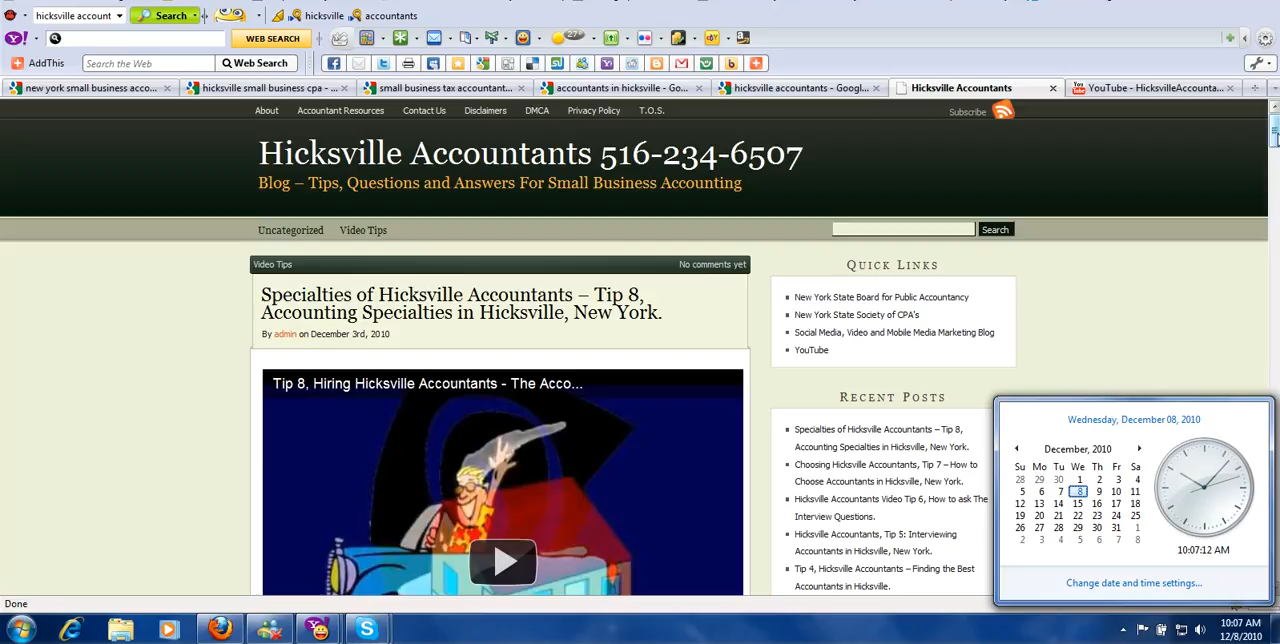 hicksville account Search hicksville accountants
WEB SEARCH 27°
AddThis Search the Web Web Search
new york small business acco... hicksville small business cpa - ... small business tax accountant... accountants in hicksville - Go... hicksville accountants - Googl... Hicksville Accountants YouTube - HicksvilleAccounta...
About Accountant Resources Contact Us Disclaimers DMCA Privacy Policy T.O.S. Subscribe
Hicksville Accountants 516-234-6507
Blog – Tips, Questions and Answers For Small Business Accounting
Uncategorized Video Tips Search
Video Tips No comments yet
Specialties of Hicksville Accountants – Tip 8,
Accounting Specialties in Hicksville, New York.
By admin on December 3rd, 2010
Tip 8, Hiring Hicksville Accountants - The Acco...
Quick Links
New York State Board for Public Accountancy
New York State Society of CPA's
Social Media, Video and Mobile Media Marketing Blog
YouTube
Recent Posts
Specialties of Hicksville Accountants – Tip 8,
Accounting Specialties in Hicksville, New York.
Choosing Hicksville Accountants, Tip 7 – How to
Choose Accountants in Hicksville, New York.
Hicksville Accountants Video Tip 6, How to ask The
Interview Questions.
Hicksville Accountants, Tip 5: Interviewing
Accountants in Hicksville, New York.
Tip 4, Hicksville Accountants – Finding the Best
Accountants in Hicksville.
Wednesday, December 08, 2010
December, 2010
Su Mo Tu We Th Fr Sa
28 29 30 1 2 3 4
5 6 7 8 9 10 11
12 13 14 15 16 17 18
19 20 21 22 23 24 25
26 27 28 29 30 31 1
2 3 4 5 6 7 8
10:07:12 AM
Change date and time settings...
Done
10:07 AM
12/8/2010